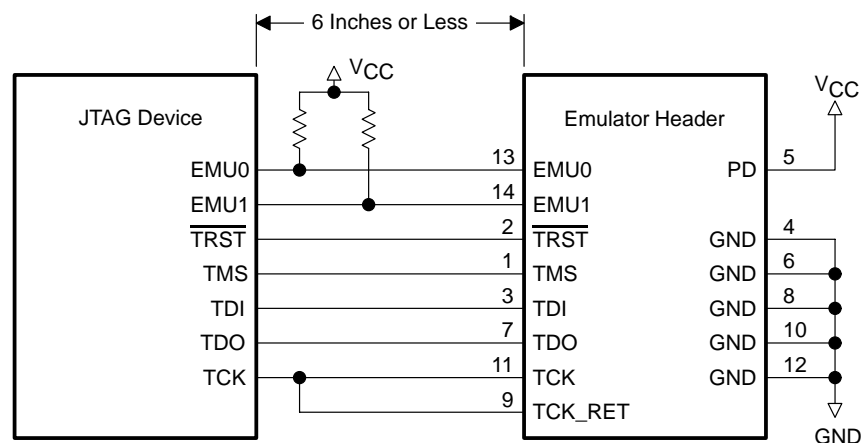 6 Inches or Less
VCC
VCC
JTAG Device
Emulator Header
EMU0 13 EMU0 PD 5
EMU1 14 EMU1
TRST 2 TRST GND 4
TMS 1 TMS GND 6
TDI 3 TDI GND 8
TDO 7 TDO GND 10
TCK 11 TCK GND 12
9 TCK_RET
GND